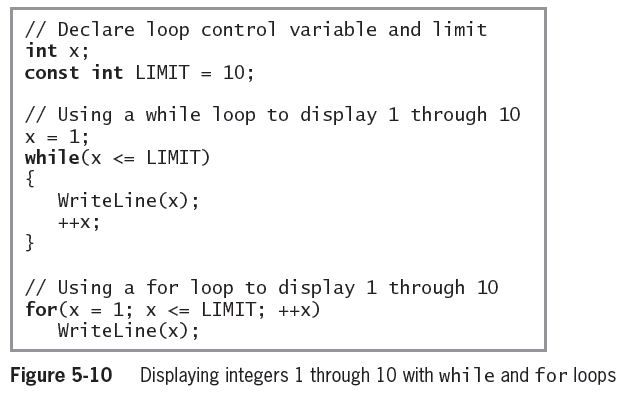 // Declare loop control variable and limit
int x;
const int LIMIT = 10;
// Using a while loop to display 1 through 10
x = 1;
while(x <= LIMIT)
{
WriteLine(x);
++x;
}
// Using a for loop to display 1 through 10
for(x = 1; x <= LIMIT; ++x)
WriteLine(x);
Figure 5-10 Displaying integers 1 through 10 with while and for loops